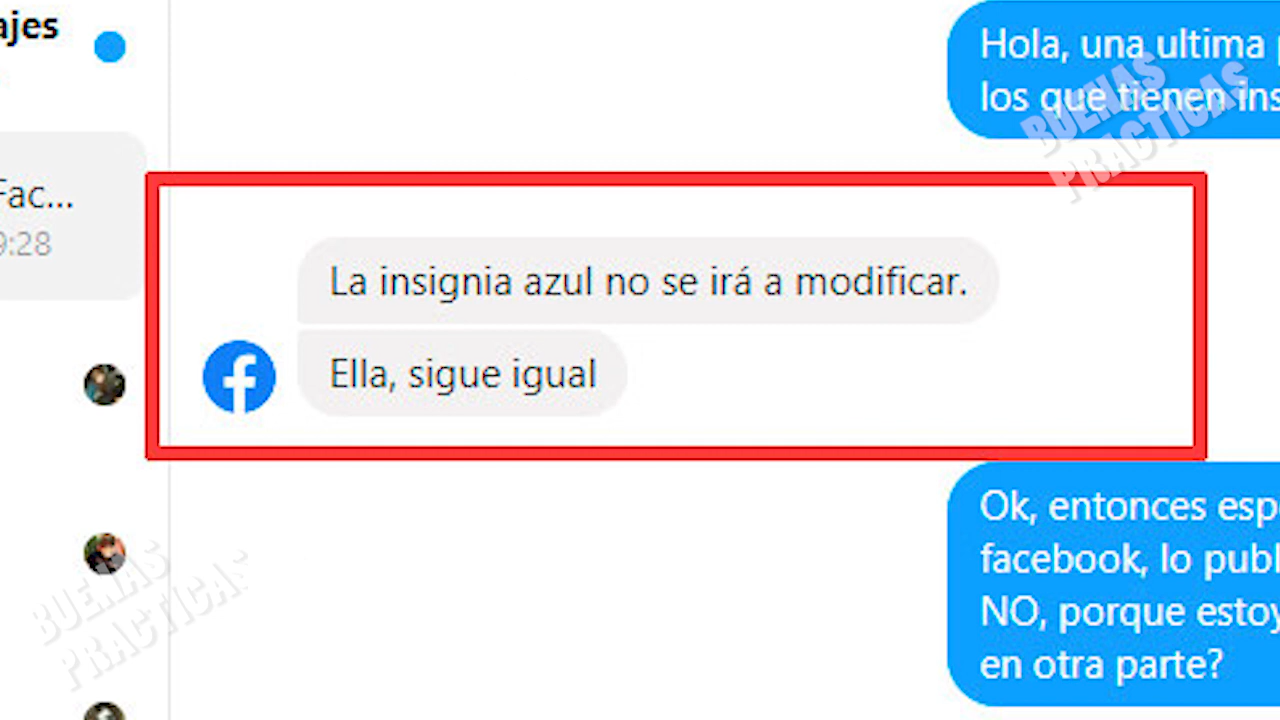 ajes
Hola, una ultima
los que tienen ins
BUENAS
PRACTICAS
Fac...
9:28
La insignia azul no se irá a modificar.
Ella, sigue igual
Ok, entonces esp
facebook, lo publ
NO, porque estoy
en otra parte?
BUENAS
PRACTICAS